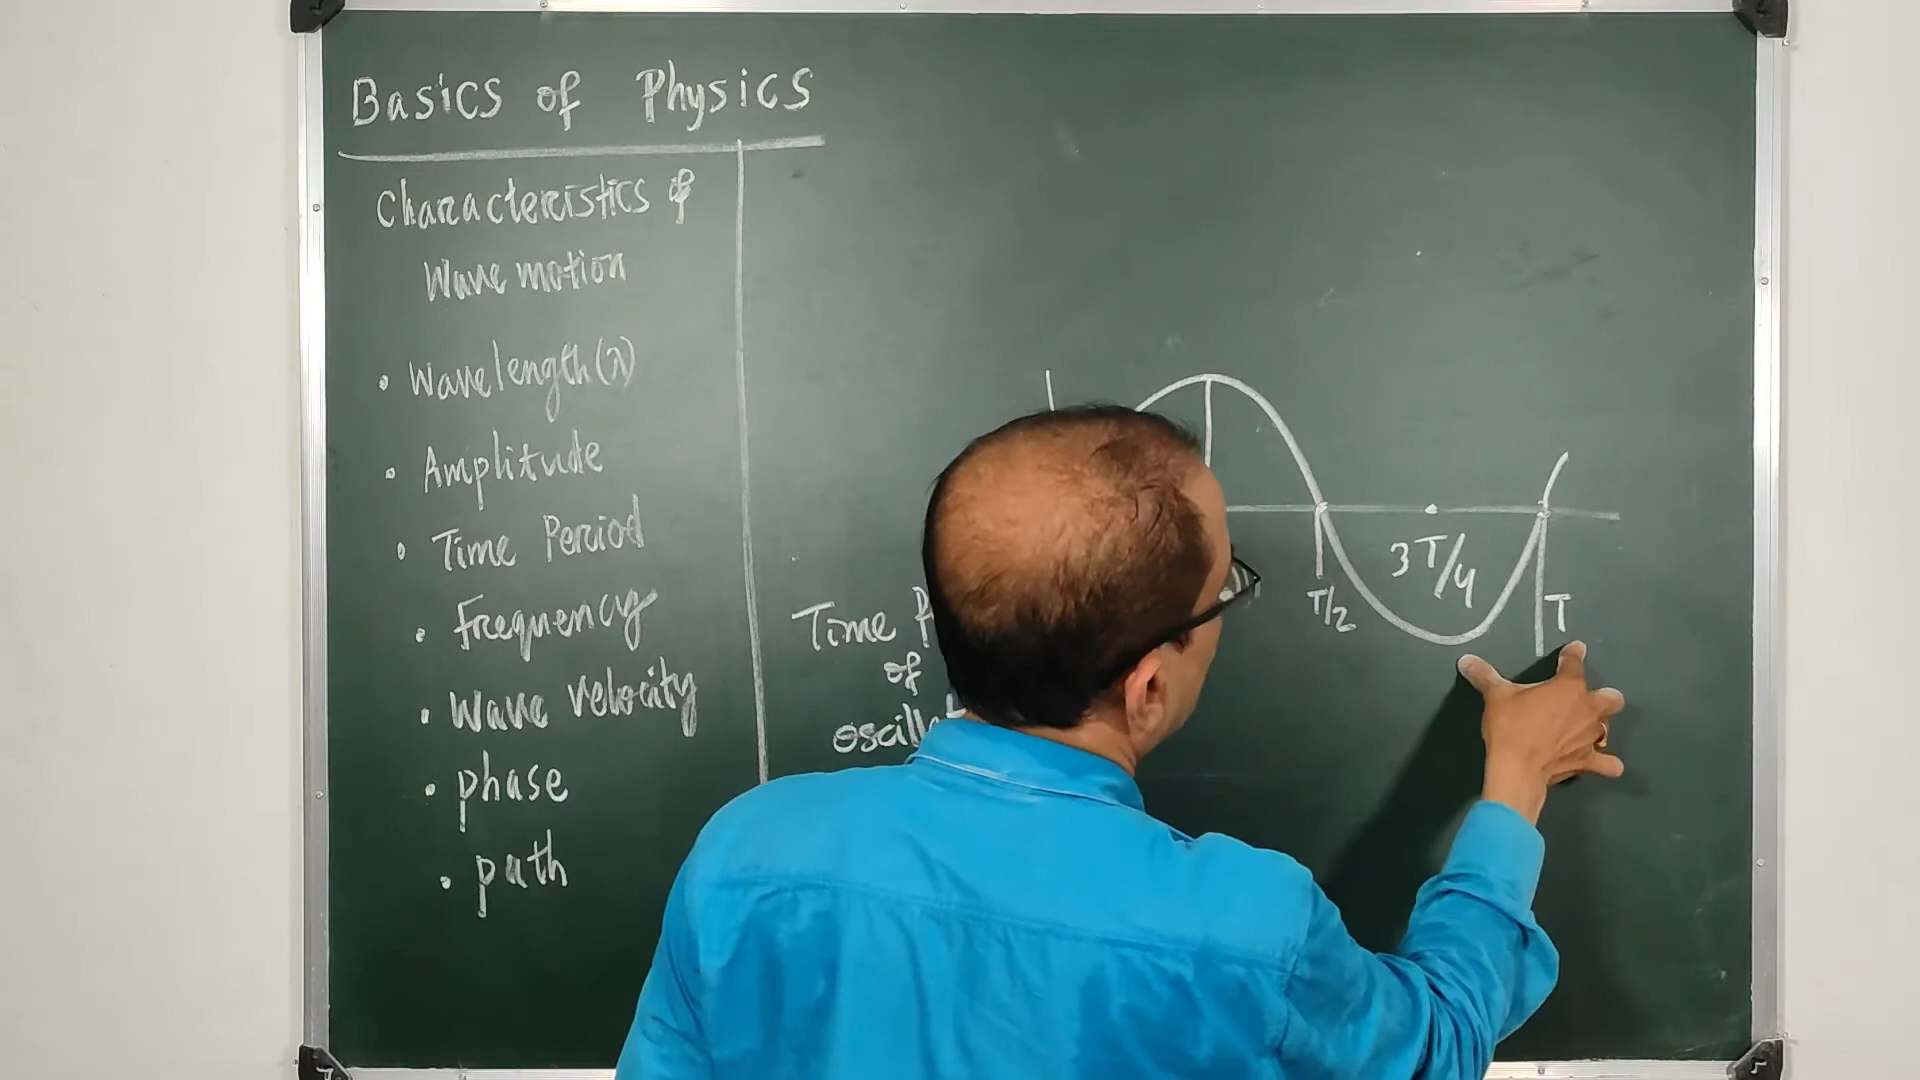 Basics of Physics
Characteristics of
Wave motion
• Wavelength (λ)
• Amplitude
• Time Period
• Frequency
• Wave velocity
• phase
• path
Time
of
3T/4
T/2
T